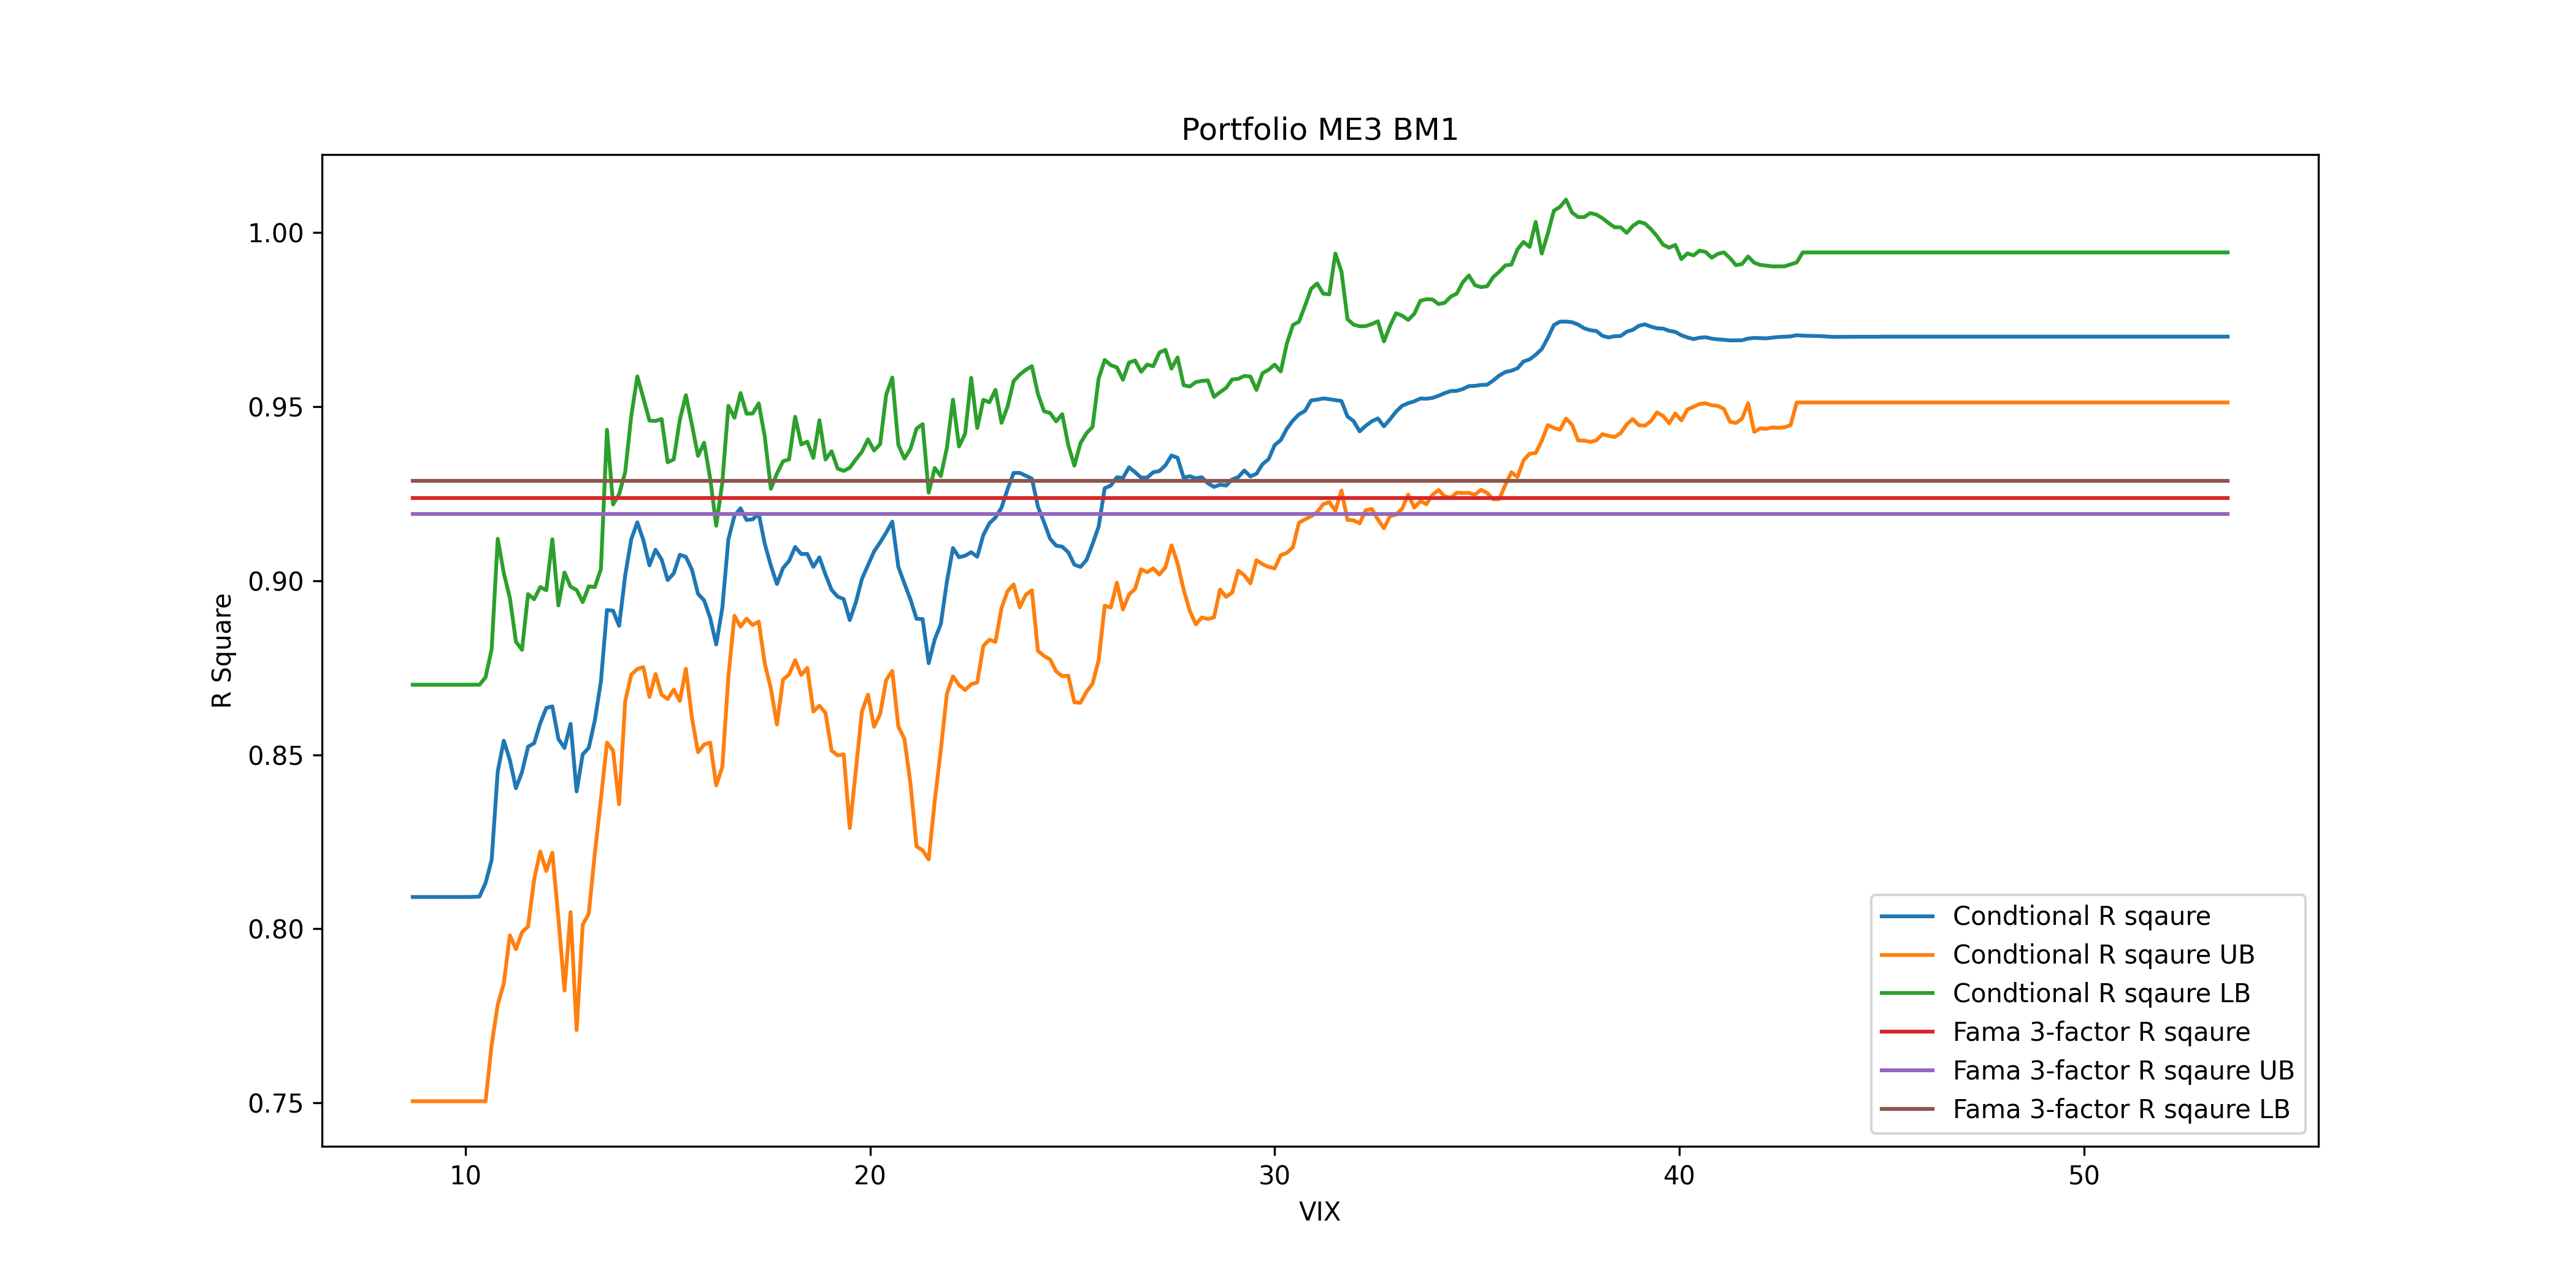 Portfolio ME3 BM1
1.00
0.95
0.90
0.85
0.80
0.75
R Square
10 20 30 40 50
VIX
Condtional R sqaure
Condtional R sqaure UB
Condtional R sqaure LB
Fama 3-factor R sqaure
Fama 3-factor R sqaure UB
Fama 3-factor R sqaure LB